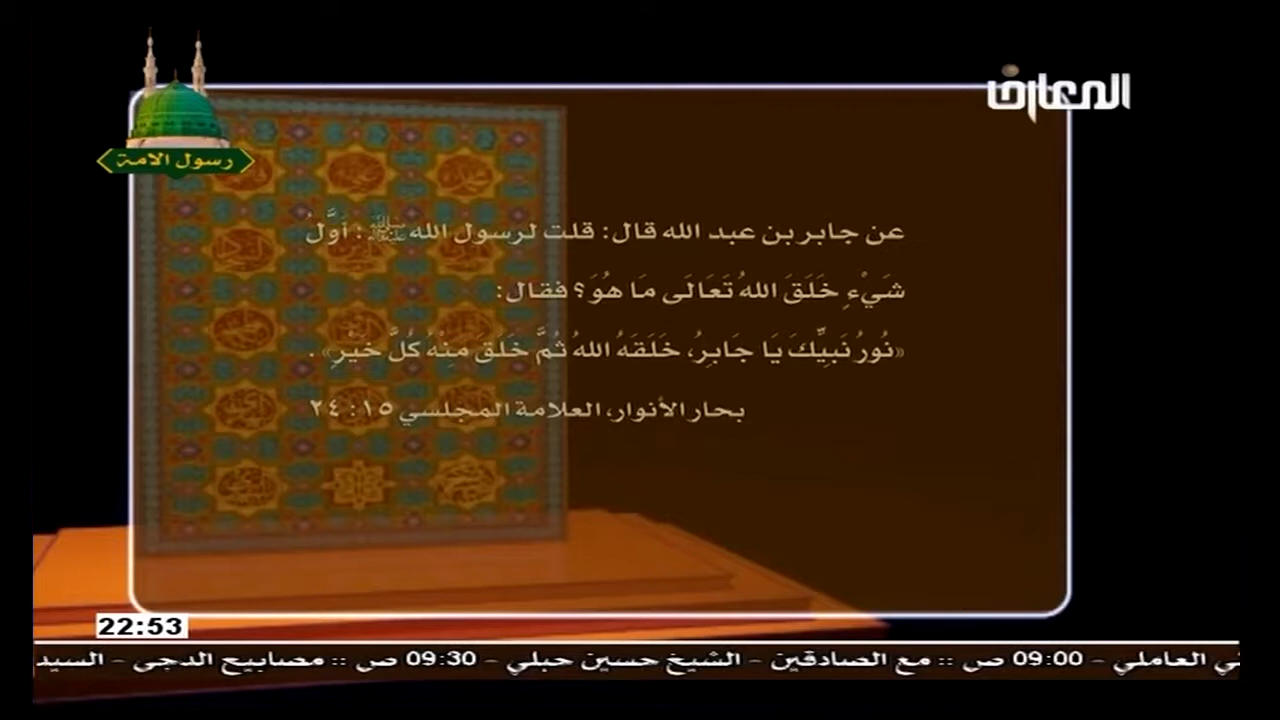 المعارف
رسول الامة
عن جابر بن عبد الله قال: قلت لرسول الله ﷺ: أوَّلُ
شَيْءٍ خَلَقَ اللهُ تَعَالَى مَا هُوَ؟ فقال:
«نُورُ نَبِيِّكَ يَا جَابِرُ، خَلَقَهُ اللهُ ثُمَّ خَلَقَ مِنْهُ كُلَّ خَيْرٍ».
بحار الأنوار، العلامة المجلسي ١٥: ٢٤
22:53
العاملي - 09:00 ص :: مع الصادقين - الشيخ حسين حبلي - 09:30 ص :: مصابيح الدجى - السيد